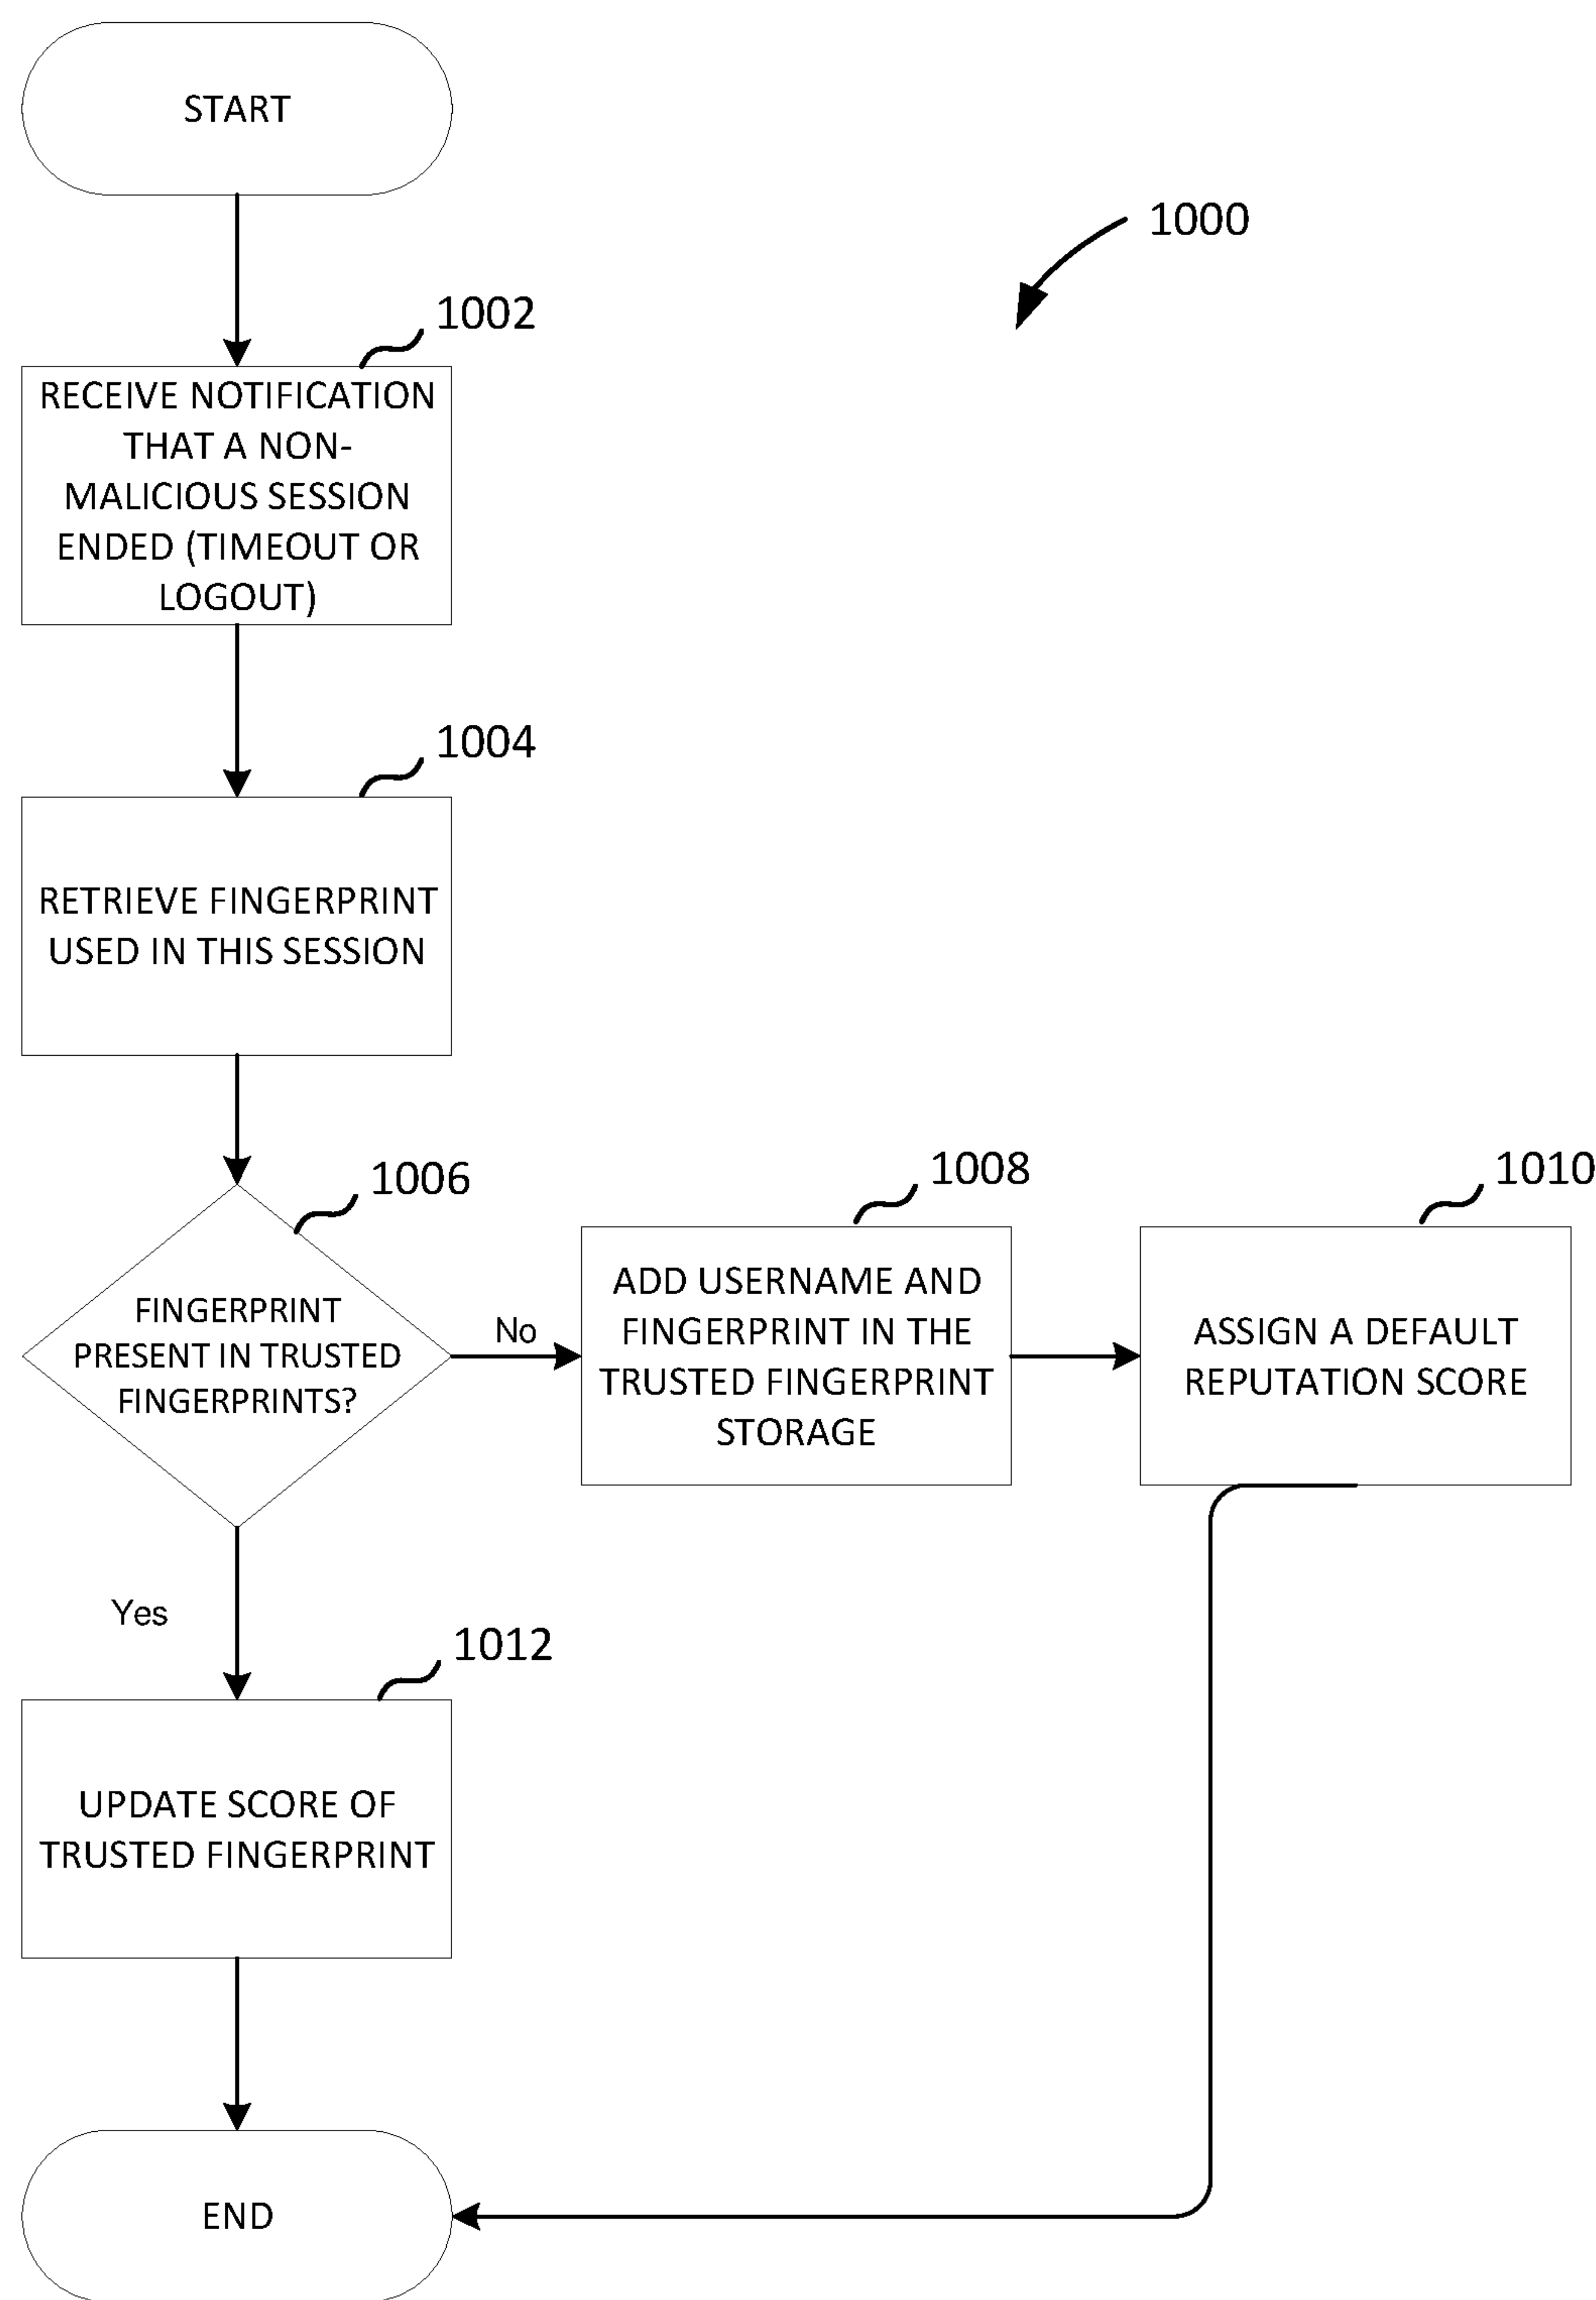 START
1000
1002
RECEIVE NOTIFICATION
THAT A NON-
MALICIOUS SESSION
ENDED (TIMEOUT OR
LOGOUT)
1004
RETRIEVE FINGERPRINT
USED IN THIS SESSION
1006
FINGERPRINT
PRESENT IN TRUSTED
FINGERPRINTS?
No
1008
ADD USERNAME AND
FINGERPRINT IN THE
TRUSTED FINGERPRINT
STORAGE
1010
ASSIGN A DEFAULT
REPUTATION SCORE
Yes
1012
UPDATE SCORE OF
TRUSTED FINGERPRINT
END